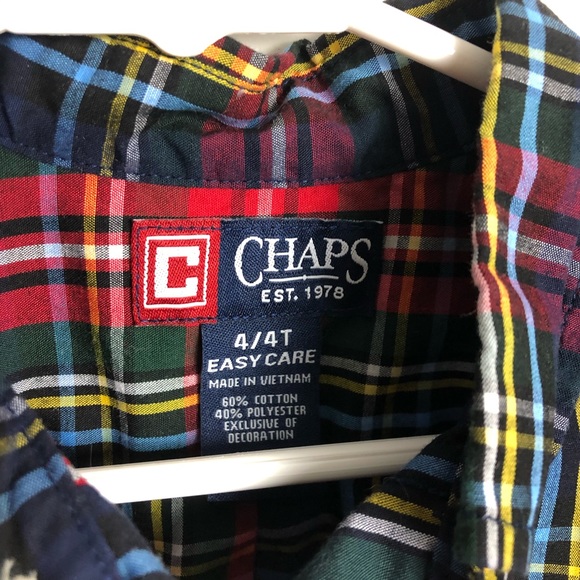 C
CHAPS
EST. 1978
4/4T
EASY CARE
MADE IN VIETNAM
60% COTTON
40% POLYESTER
EXCLUSIVE OF
DECORATION